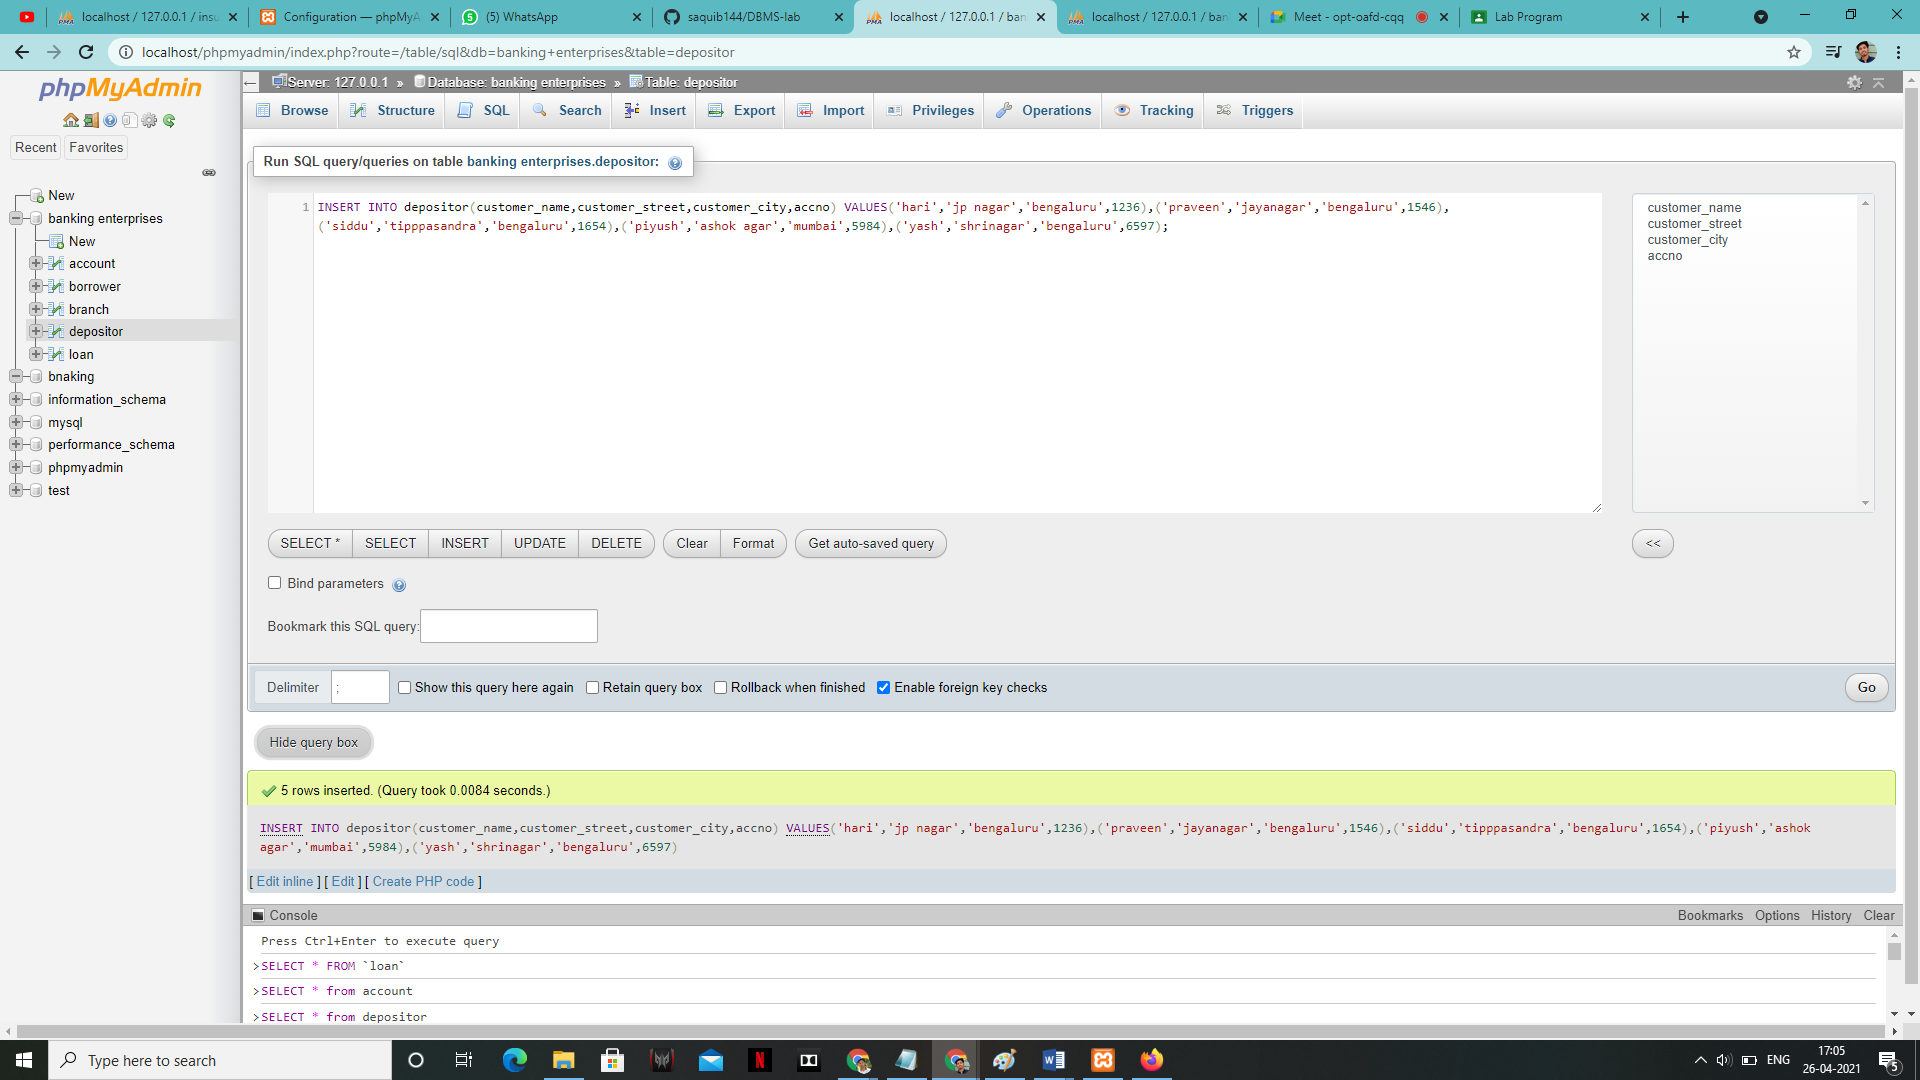 localhost / 127.0.0.1 / insu
Configuration — phpMyA
(5) WhatsApp
saquib144/DBMS-lab
localhost / 127.0.0.1 / ban
localhost / 127.0.0.1 / ban
Meet - opt-oafd-cqq
Lab Program
localhost/phpmyadmin/index.php?route=/table/sql&db=banking+enterprises&table=depositor
phpMyAdmin
Recent Favorites
New
banking enterprises
New
account
borrower
branch
depositor
loan
bnaking
information_schema
mysql
performance_schema
phpmyadmin
test
Server: 127.0.0.1 » Database: banking enterprises » Table: depositor
Browse Structure SQL Search Insert Export Import Privileges Operations Tracking Triggers
Run SQL query/queries on table banking enterprises.depositor:
1 INSERT INTO depositor(customer_name,customer_street,customer_city,accno) VALUES('hari','jp nagar','bengaluru',1236),('praveen','jayanagar','bengaluru',1546),
('siddu','tipppasandra','bengaluru',1654),('piyush','ashok agar','mumbai',5984),('yash','shrinagar','bengaluru',6597);
customer_name
customer_street
customer_city
accno
SELECT * SELECT INSERT UPDATE DELETE Clear Format Get auto-saved query <<
Bind parameters
Bookmark this SQL query:
Delimiter ; Show this query here again Retain query box Rollback when finished Enable foreign key checks Go
Hide query box
5 rows inserted. (Query took 0.0084 seconds.)
INSERT INTO depositor(customer_name,customer_street,customer_city,accno) VALUES('hari','jp nagar','bengaluru',1236),('praveen','jayanagar','bengaluru',1546),('siddu','tipppasandra','bengaluru',1654),('piyush','ashok
agar','mumbai',5984),('yash','shrinagar','bengaluru',6597)
[ Edit inline ] [ Edit ] [ Create PHP code ]
Console Bookmarks Options History Clear
Press Ctrl+Enter to execute query
>SELECT * FROM `loan`
>SELECT * from account
>SELECT * from depositor
Type here to search
ENG
17:05
26-04-2021
5